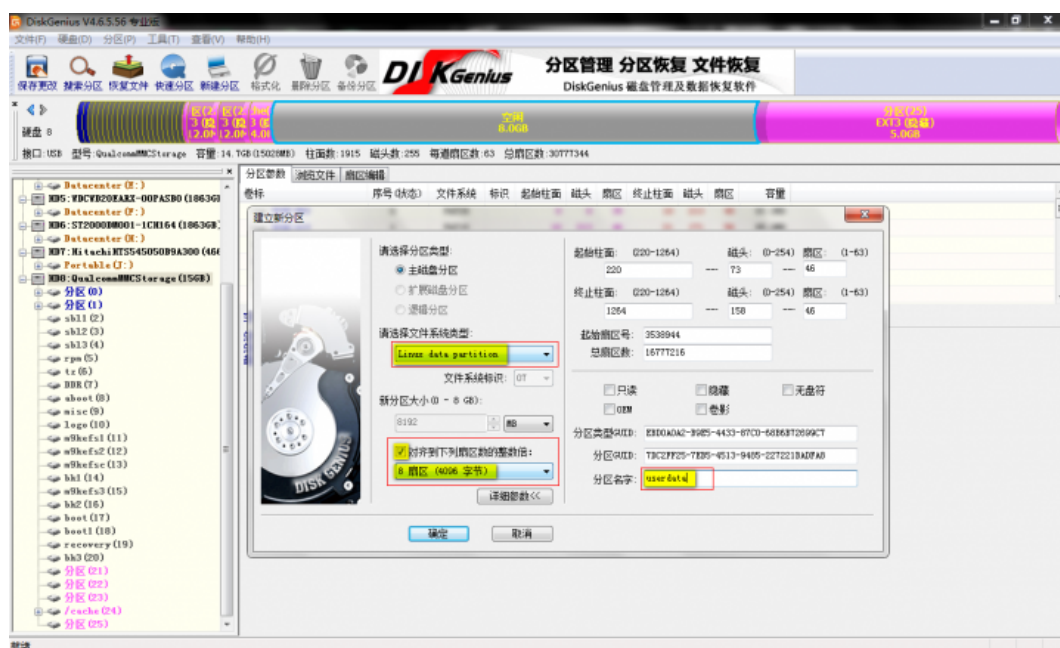 DiskGenius V4.6.5.56 专业版
文件(F) 硬盘(D) 分区(P) 工具(T) 查看(V) 帮助(H)
保存更改 搜索分区 恢复文件 快速分区 新建分区 格式化 删除分区 备份分区
DISKGenius
分区管理 分区恢复 文件恢复
DiskGenius 磁盘管理及数据恢复软件
硬盘 8
空闲
8.0GB
分区(25)
EXT3 (隐藏)
5.0GB
接口:USB 型号:QualcommMMCStorage 容量:14.7GB(15028MB) 柱面数:1915 磁头数:255 每道扇区数:63 总扇区数:30777344
Datacenter(E:)
HD5:WDCWD20EARX-00PASB0(1863GB
Datacenter(F:)
HD6:ST2000DM001-1CH164(1863GB)
Datacenter(H:)
HD7:HitachiHTS545050B9A300(466
Portable(J:)
HD8:QualcommMMCStorage(15GB)
分区(0)
分区(1)
sbl1(2)
sbl2(3)
sbl3(4)
rpm(5)
tz(6)
DDR(7)
aboot(8)
misc(9)
logo(10)
m9kefs1(11)
m9kefs2(12)
m9kefsc(13)
bk1(14)
m9kefs3(15)
bk2(16)
boot(17)
boot1(18)
recovery(19)
bk3(20)
分区(21)
分区(22)
分区(23)
/cache(24)
分区(25)
分区参数 浏览文件 扇区编辑
卷标 序号(状态) 文件系统 标识 起始柱面 磁头 扇区 终止柱面 磁头 扇区 容量
建立新分区
请选择分区类型:
主磁盘分区
扩展磁盘分区
逻辑分区
请选择文件系统类型:
Linux data partition
文件系统标识: 07
新分区大小(0 - 8 GB):
8192 MB
对齐到下列扇区数的整数倍:
8 扇区 (4096 字节)
详细参数<<
起始柱面: (220-1264) 磁头: (0-254) 扇区: (1-63)
220 — 73 — 46
终止柱面: (220-1264) 磁头: (0-254) 扇区: (1-63)
1264 — 158 — 46
起始扇区号: 3538944
总扇区数: 16777216
只读 隐藏 无盘符
OEM 卷影
分区类型GUID: EBD0A0A2-B9E5-4433-87C0-68B6B72699C7
分区GUID:
分区名字: userdata
确定 取消
DISK GENIUS
就绪